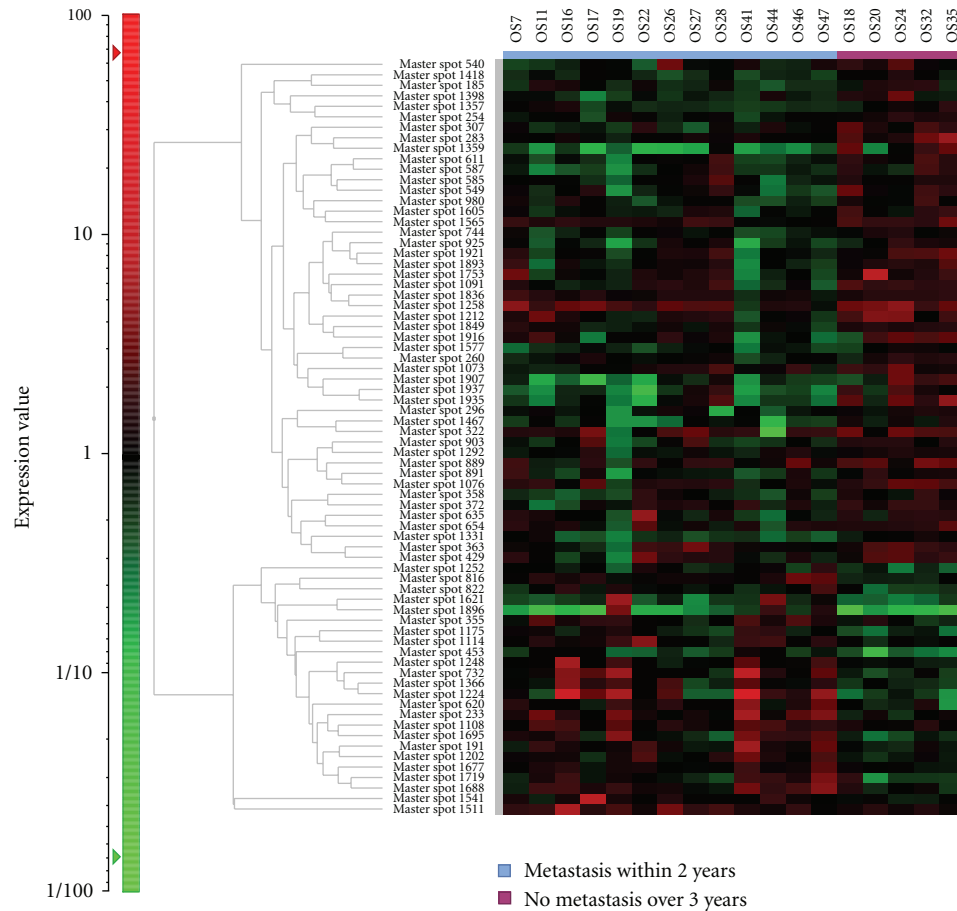 OS7 OS11 OS16 OS17 OS19 OS22 OS26 OS27 OS28 OS41 OS44 OS46 OS47 OS18 OS20 OS24 OS32 OS35
100
10
1
1/10
1/100
Expression value
Master spot 540
Master spot 1418
Master spot 185
Master spot 1398
Master spot 1357
Master spot 254
Master spot 307
Master spot 283
Master spot 1359
Master spot 611
Master spot 587
Master spot 585
Master spot 549
Master spot 980
Master spot 1605
Master spot 1565
Master spot 744
Master spot 925
Master spot 1921
Master spot 1893
Master spot 1753
Master spot 1091
Master spot 1836
Master spot 1258
Master spot 1212
Master spot 1849
Master spot 1916
Master spot 1577
Master spot 260
Master spot 1073
Master spot 1907
Master spot 1937
Master spot 1935
Master spot 296
Master spot 1467
Master spot 322
Master spot 903
Master spot 1292
Master spot 889
Master spot 891
Master spot 1076
Master spot 358
Master spot 372
Master spot 635
Master spot 654
Master spot 1331
Master spot 363
Master spot 429
Master spot 1252
Master spot 816
Master spot 822
Master spot 1621
Master spot 1896
Master spot 355
Master spot 1175
Master spot 1114
Master spot 453
Master spot 1248
Master spot 732
Master spot 1366
Master spot 1224
Master spot 620
Master spot 233
Master spot 1108
Master spot 1695
Master spot 191
Master spot 1202
Master spot 1677
Master spot 1719
Master spot 1688
Master spot 1541
Master spot 1511
Metastasis within 2 years
No metastasis over 3 years